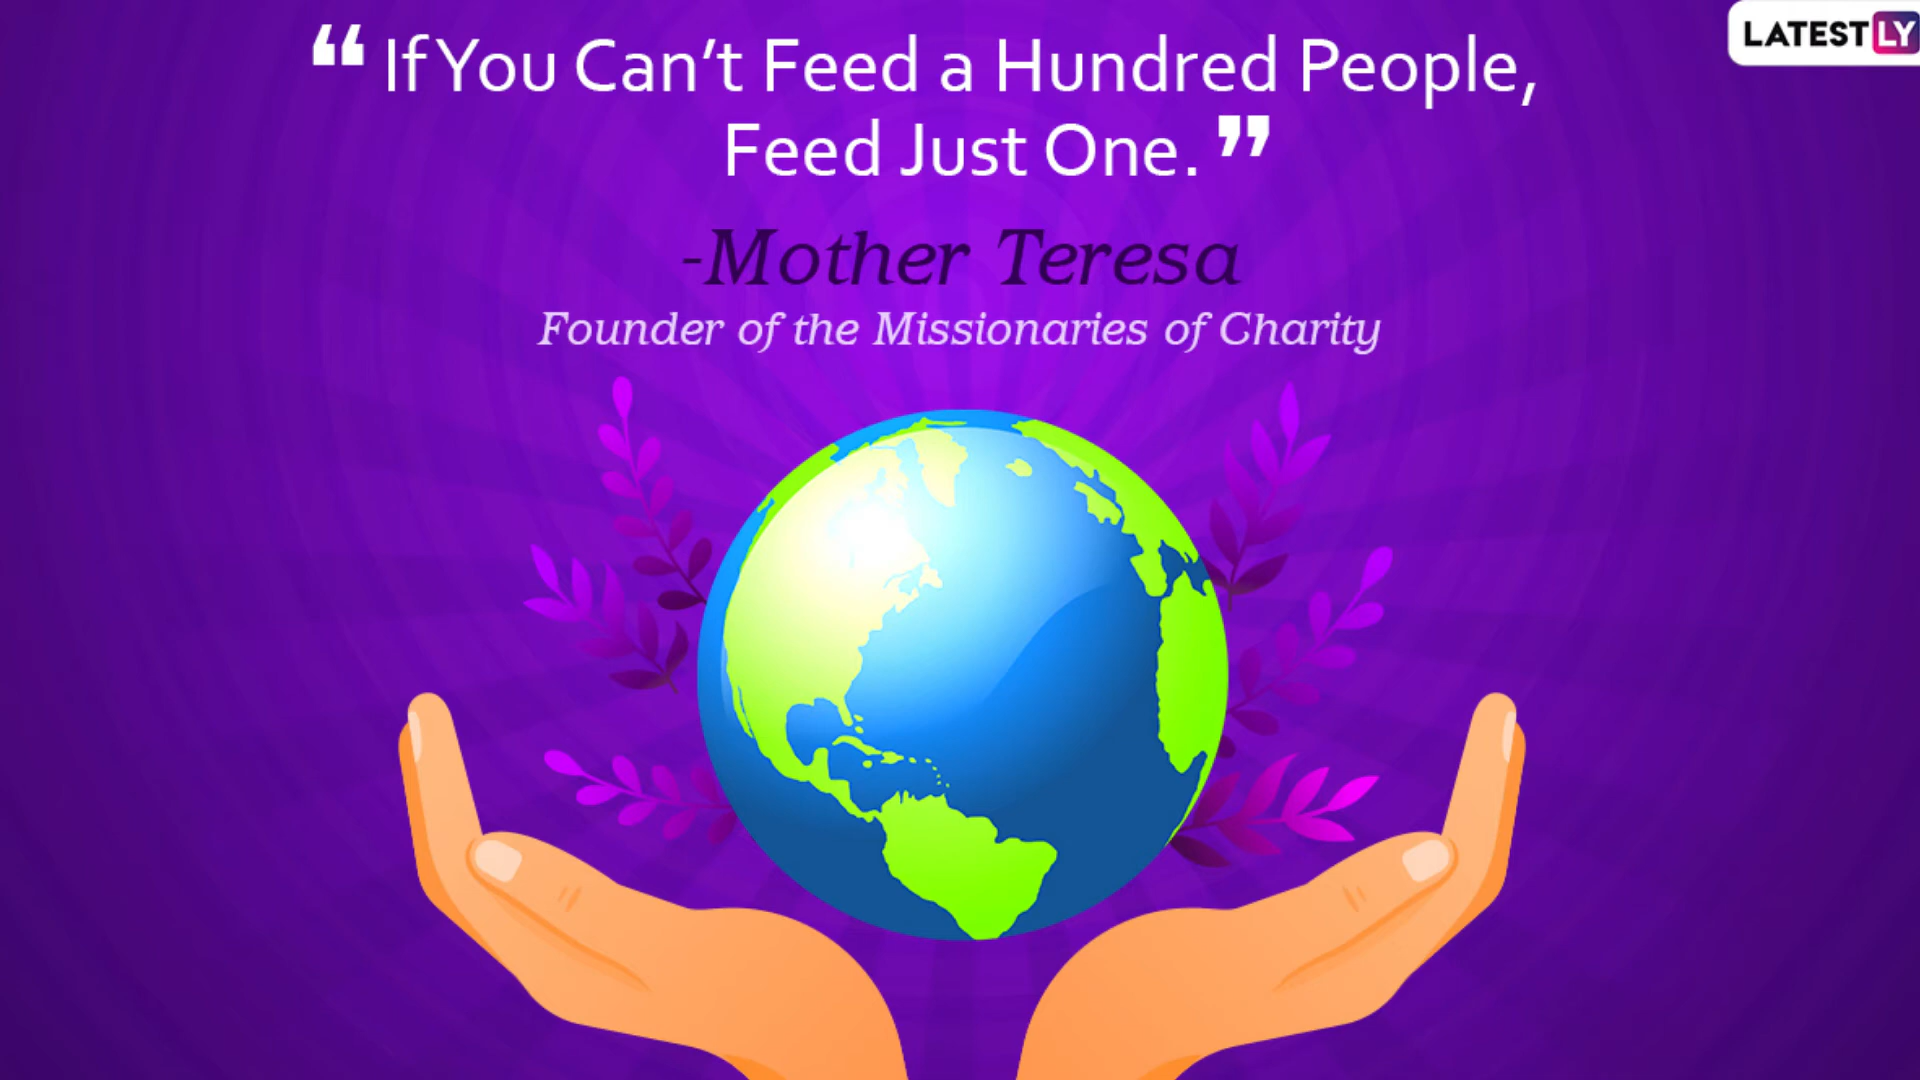 LATESTLY
“ If You Can’t Feed a Hundred People,
Feed Just One. ”
-Mother Teresa
Founder of the Missionaries of Charity